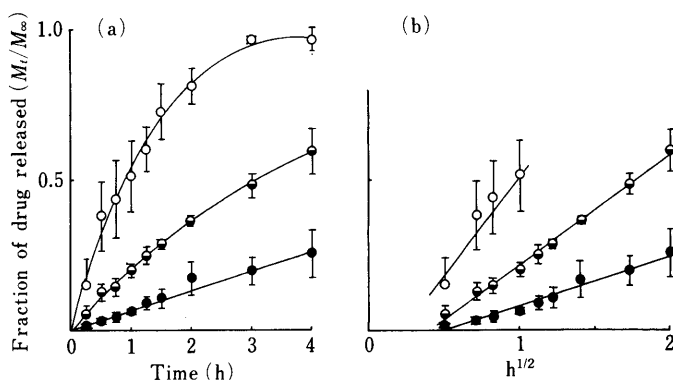 Fraction of drug released (Mt/M∞)
(a)
1.0
0.5
0 1 2 3 4
Time (h)
(b)
0 1 2
h1/2